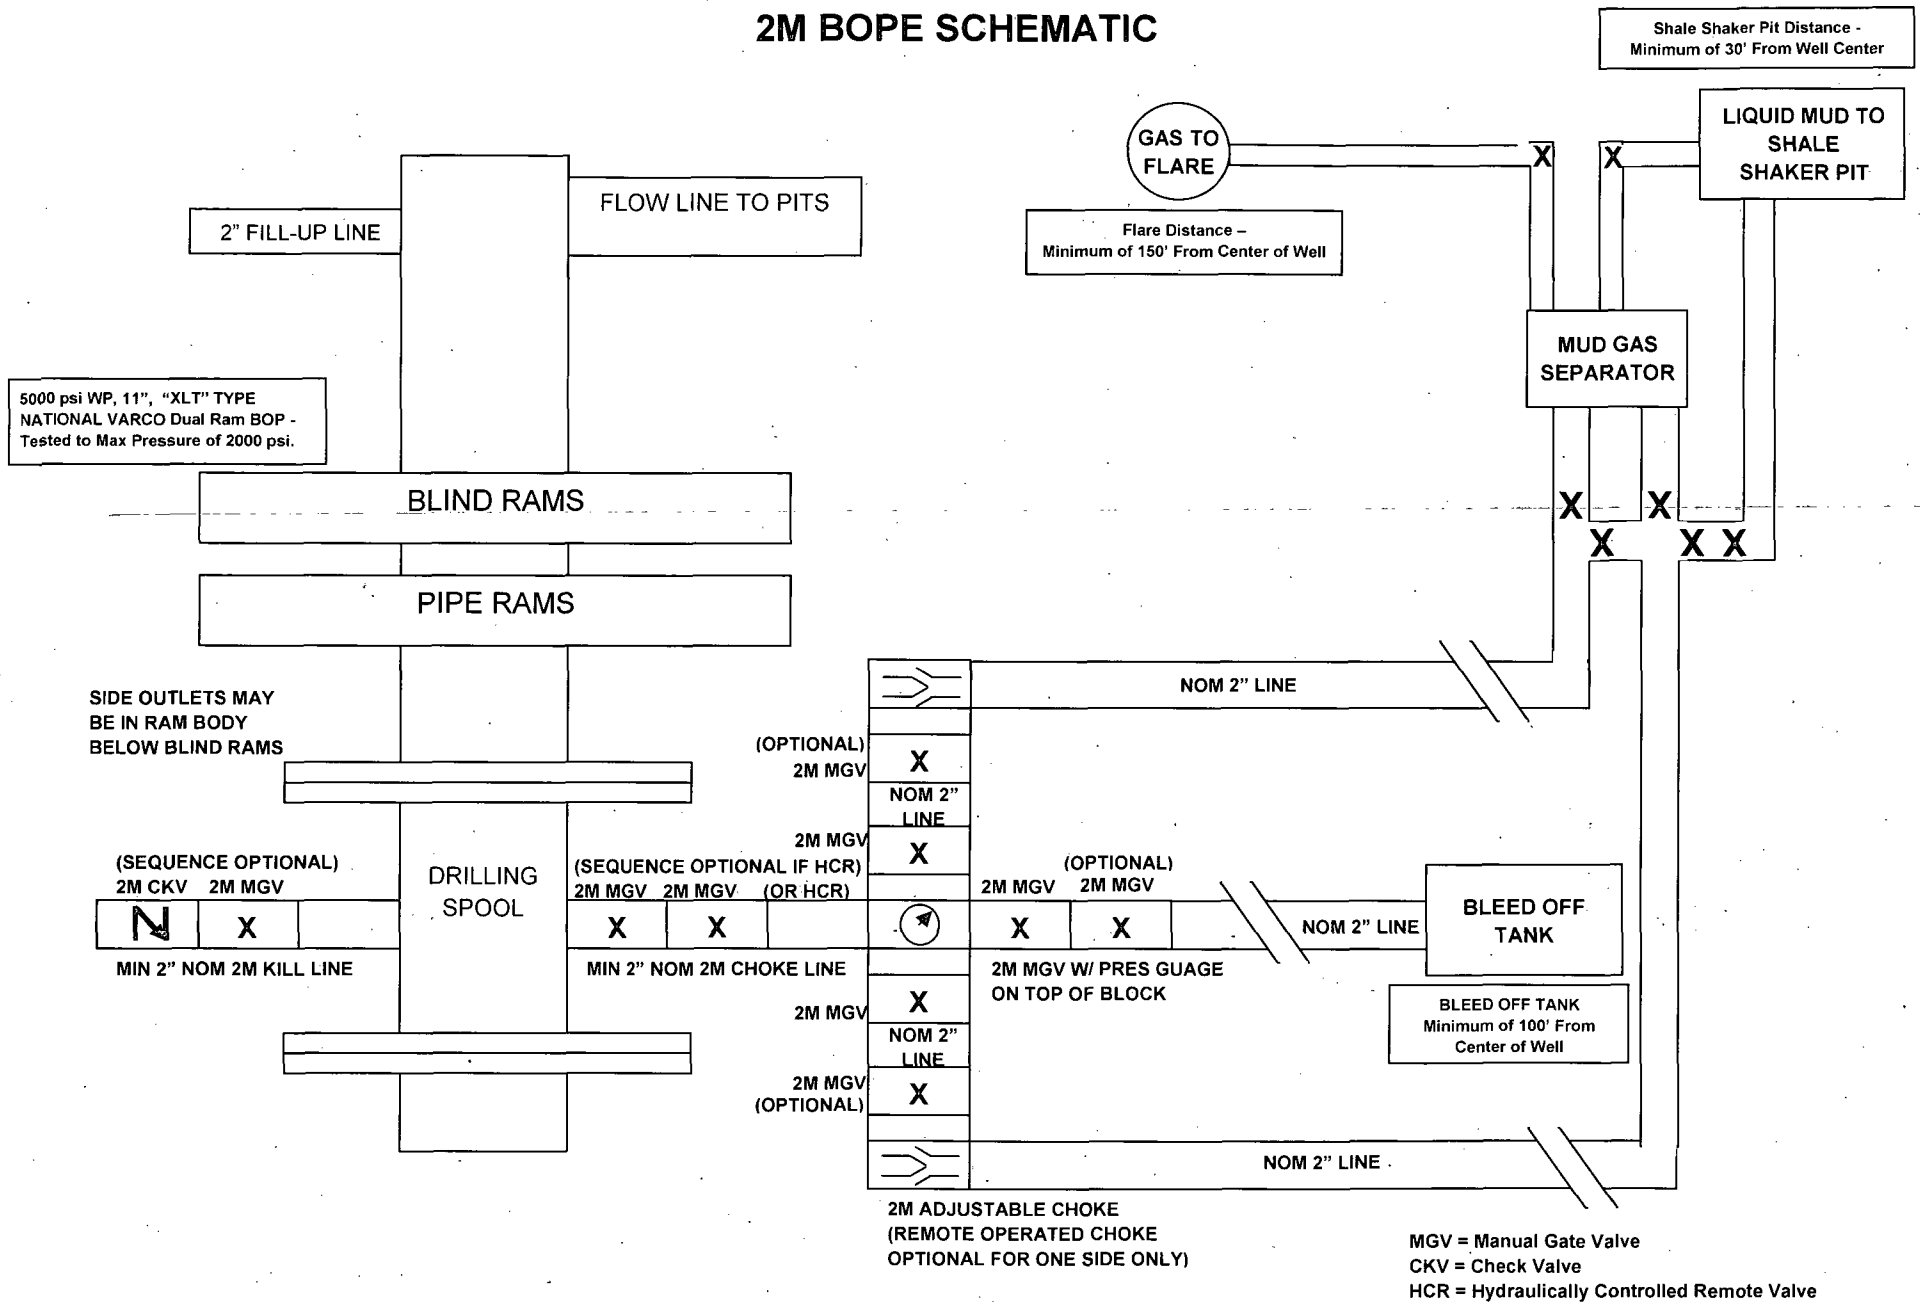 2M BOPE SCHEMATIC
Shale Shaker Pit Distance -
Minimum of 30' From Well Center
GAS TO
FLARE
X
X
LIQUID MUD TO
SHALE
SHAKER PIT
FLOW LINE TO PITS
2" FILL-UP LINE
Flare Distance –
Minimum of 150' From Center of Well
MUD GAS
SEPARATOR
5000 psi WP, 11", "XLT" TYPE
NATIONAL VARCO Dual Ram BOP -
Tested to Max Pressure of 2000 psi.
BLIND RAMS
X
X
X
X X
PIPE RAMS
SIDE OUTLETS MAY
BE IN RAM BODY
BELOW BLIND RAMS
NOM 2" LINE
(OPTIONAL)
2M MGV
X
NOM 2"
LINE
2M MGV
X
(SEQUENCE OPTIONAL)
2M CKV 2M MGV
X
DRILLING
SPOOL
(SEQUENCE OPTIONAL IF HCR)
2M MGV 2M MGV (OR HCR)
X X
(OPTIONAL)
2M MGV 2M MGV
X X
NOM 2" LINE
BLEED OFF
TANK
MIN 2" NOM 2M KILL LINE
MIN 2" NOM 2M CHOKE LINE
2M MGV W/ PRES GUAGE
ON TOP OF BLOCK
BLEED OFF TANK
Minimum of 100' From
Center of Well
2M MGV
X
NOM 2"
LINE
2M MGV
(OPTIONAL)
X
NOM 2" LINE
2M ADJUSTABLE CHOKE
(REMOTE OPERATED CHOKE
OPTIONAL FOR ONE SIDE ONLY)
MGV = Manual Gate Valve
CKV = Check Valve
HCR = Hydraulically Controlled Remote Valve